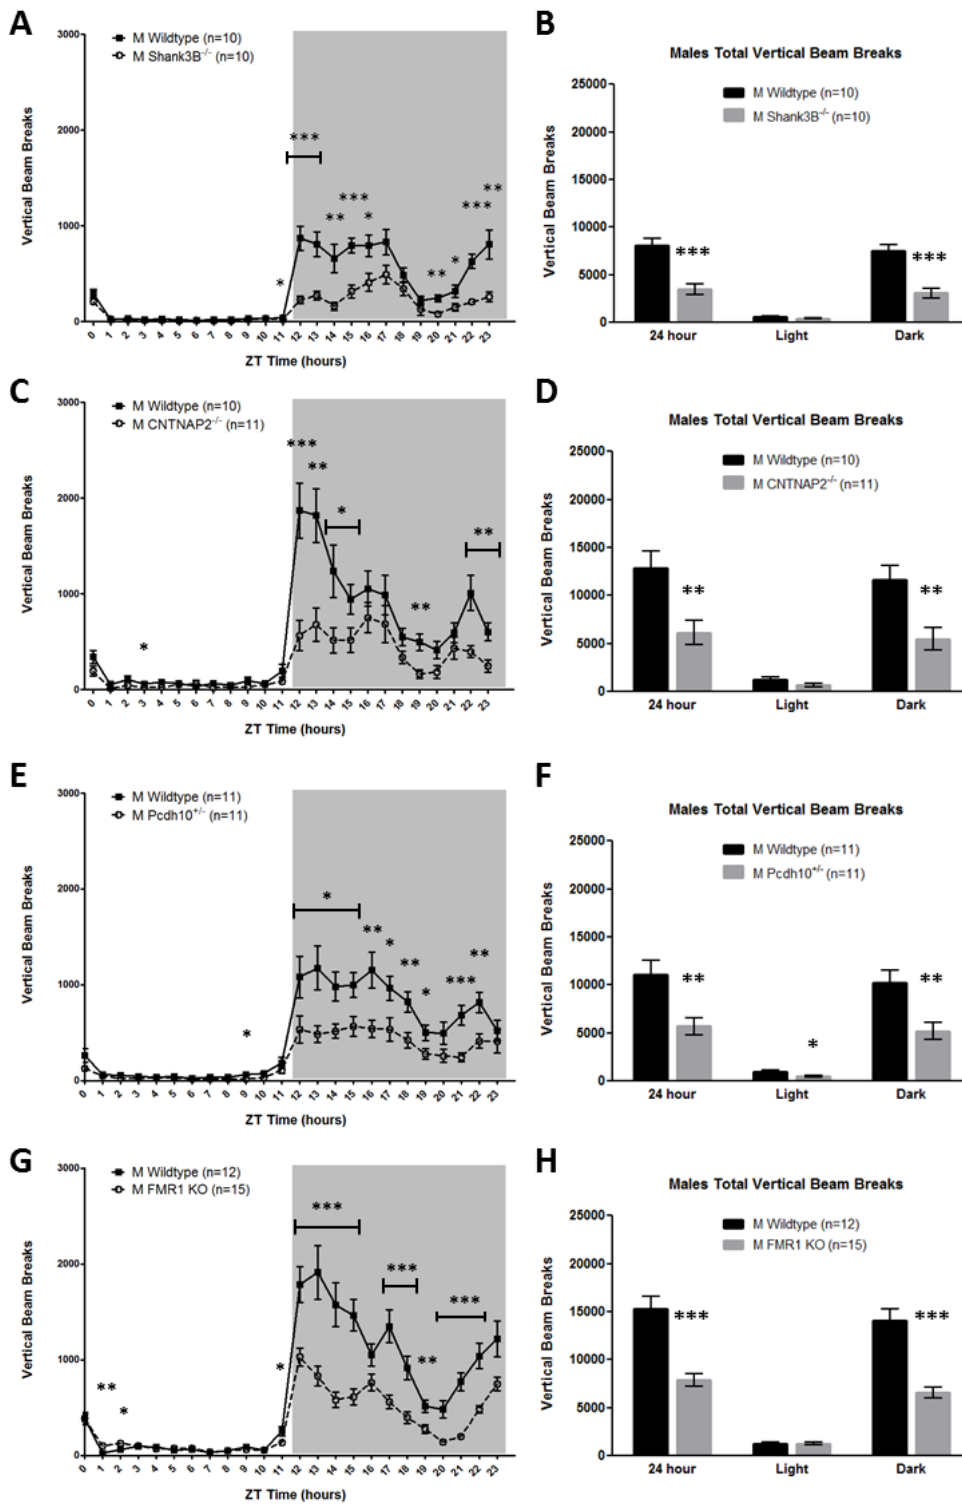 A
3000
2000
1000
0
Vertical Beam Breaks
M Wildtype (n=10)
M Shank3B-/- (n=10)
*
***
**
***
*
**
*
***
**
0 1 2 3 4 5 6 7 8 9 10 11 12 13 14 15 16 17 18 19 20 21 22 23
ZT Time (hours)
B
Males Total Vertical Beam Breaks
M Wildtype (n=10)
M Shank3B-/- (n=10)
25000
20000
15000
10000
5000
0
Vertical Beam Breaks
***
***
24 hour Light Dark
C
3000
2000
1000
0
Vertical Beam Breaks
M Wildtype (n=10)
M CNTNAP2-/- (n=11)
*
***
**
*
**
**
0 1 2 3 4 5 6 7 8 9 10 11 12 13 14 15 16 17 18 19 20 21 22 23
ZT Time (hours)
D
Males Total Vertical Beam Breaks
M Wildtype (n=10)
M CNTNAP2-/- (n=11)
25000
20000
15000
10000
5000
0
Vertical Beam Breaks
**
**
24 hour Light Dark
E
3000
2000
1000
0
Vertical Beam Breaks
M Wildtype (n=11)
M Pcdh10+/- (n=11)
*
*
**
*
**
*
***
**
0 1 2 3 4 5 6 7 8 9 10 11 12 13 14 15 16 17 18 19 20 21 22 23
ZT Time (hours)
F
Males Total Vertical Beam Breaks
M Wildtype (n=11)
M Pcdh10+/- (n=11)
25000
20000
15000
10000
5000
0
Vertical Beam Breaks
**
*
**
24 hour Light Dark
G
3000
2000
1000
0
Vertical Beam Breaks
M Wildtype (n=12)
M FMR1 KO (n=15)
**
*
*
***
***
**
***
0 1 2 3 4 5 6 7 8 9 10 11 12 13 14 15 16 17 18 19 20 21 22 23
ZT Time (hours)
H
Males Total Vertical Beam Breaks
M Wildtype (n=12)
M FMR1 KO (n=15)
25000
20000
15000
10000
5000
0
Vertical Beam Breaks
***
***
24 hour Light Dark